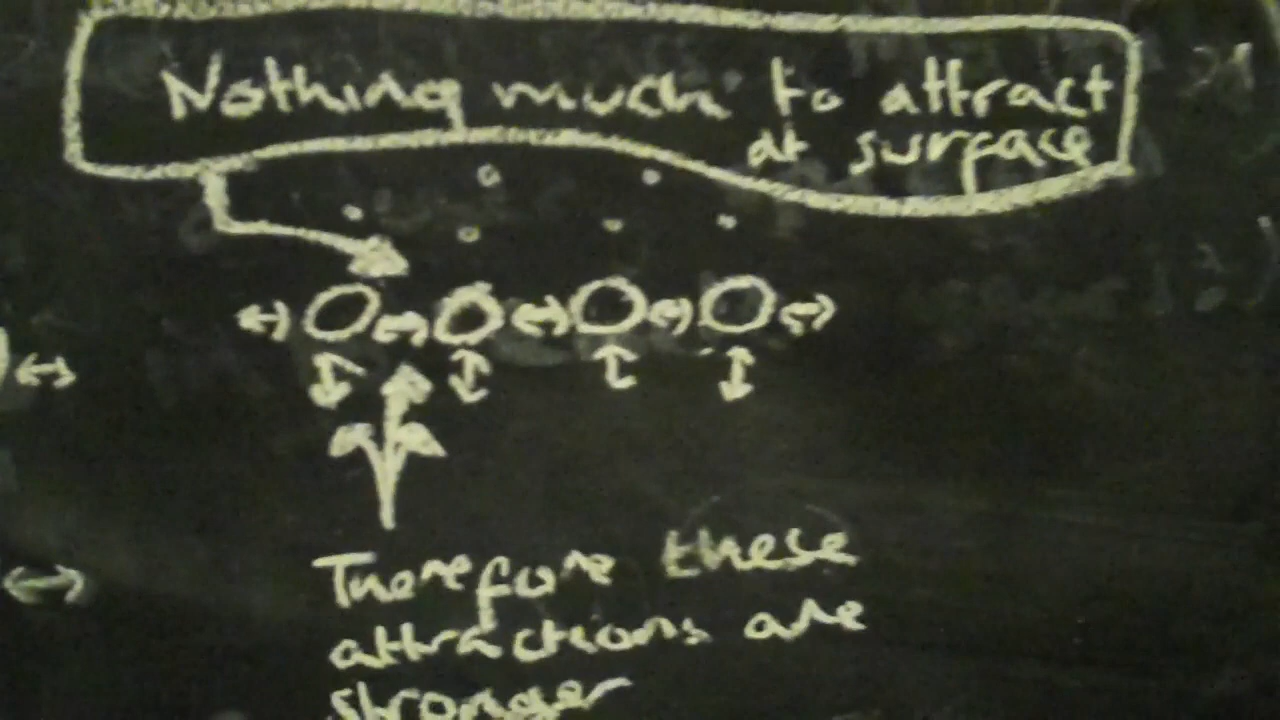 Nothing much to attract
at surface
Therefore these
attractions are
stronger